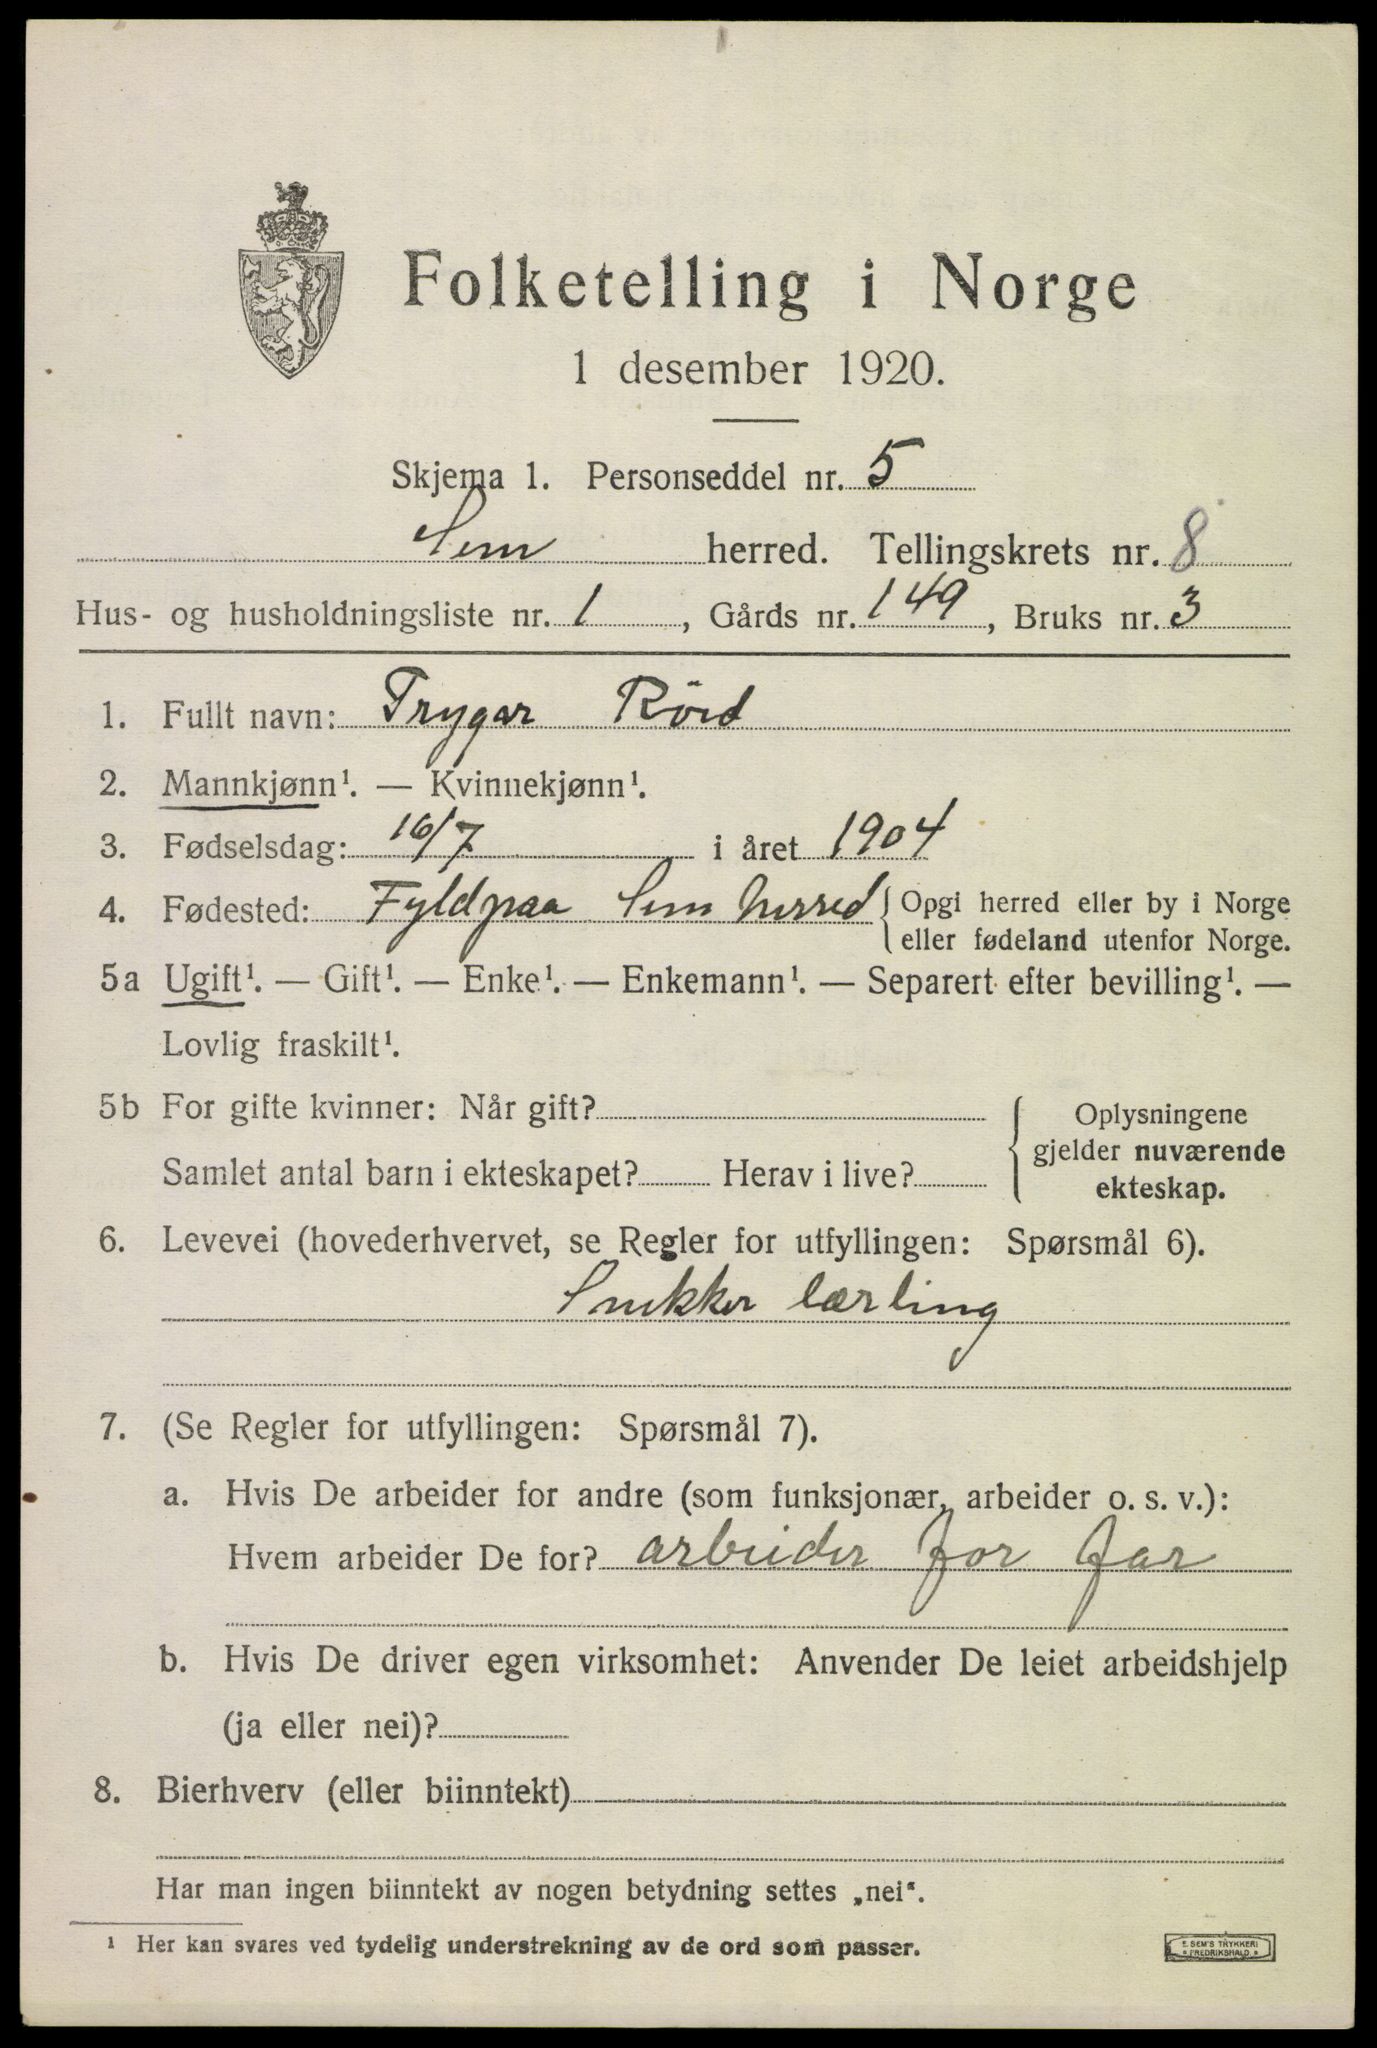 Folketelling i Norge
1 desember 1920.
Skjema 1. Personseddel nr. 5
Sem herred. Tellingskrets nr. 8
Hus- og husholdningsliste nr. 1, Gårds nr. 149, Bruks nr. 3
1. Fullt navn: Trygar Röed
2. Mannkjønn¹. — Kvinnekjønn¹.
3. Fødselsdag: 16/7 i året 1904
4. Fødested: Fyldpaa Sem herred { Opgi herred eller by i Norge
eller fødeland utenfor Norge.
5a Ugift¹. — Gift¹. — Enke¹. — Enkemann¹. — Separert efter bevilling¹. —
Lovlig fraskilt¹.
5b For gifte kvinner: Når gift?
Samlet antal barn i ekteskapet? Herav i live?
{ Oplysningene
gjelder nuværende
ekteskap.
6. Levevei (hovederhvervet, se Regler for utfyllingen: Spørsmål 6).
Snekker lærling
7. (Se Regler for utfyllingen: Spørsmål 7).
a. Hvis De arbeider for andre (som funksjonær, arbeider o. s. v.):
Hvem arbeider De for? arbeider for far
b. Hvis De driver egen virksomhet: Anvender De leiet arbeidshjelp
(ja eller nei)?
8. Bierhverv (eller biinntekt)
Har man ingen biinntekt av nogen betydning settes „nei“.
¹ Her kan svares ved tydelig understrekning av de ord som passer.
E. SEM'S TRYKKERI
FREDRIKSHALD.